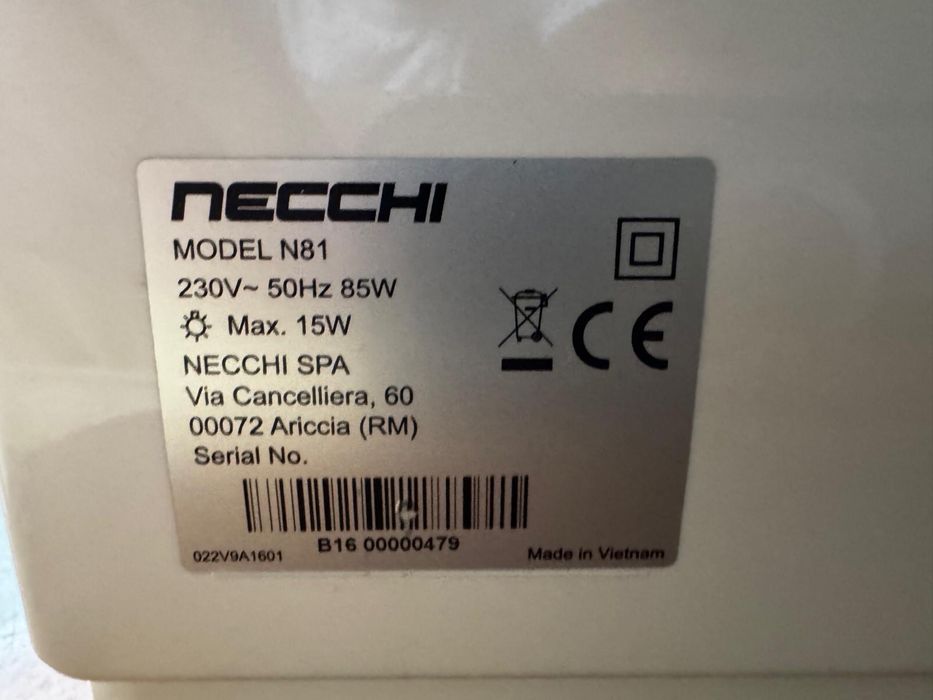 NECCHI
MODEL N81
230V~ 50Hz 85W
Max. 15W
NECCHI SPA
Via Cancelliera, 60
00072 Ariccia (RM)
Serial No.
B16 00000479
022V9A1601
Made in Vietnam
CE